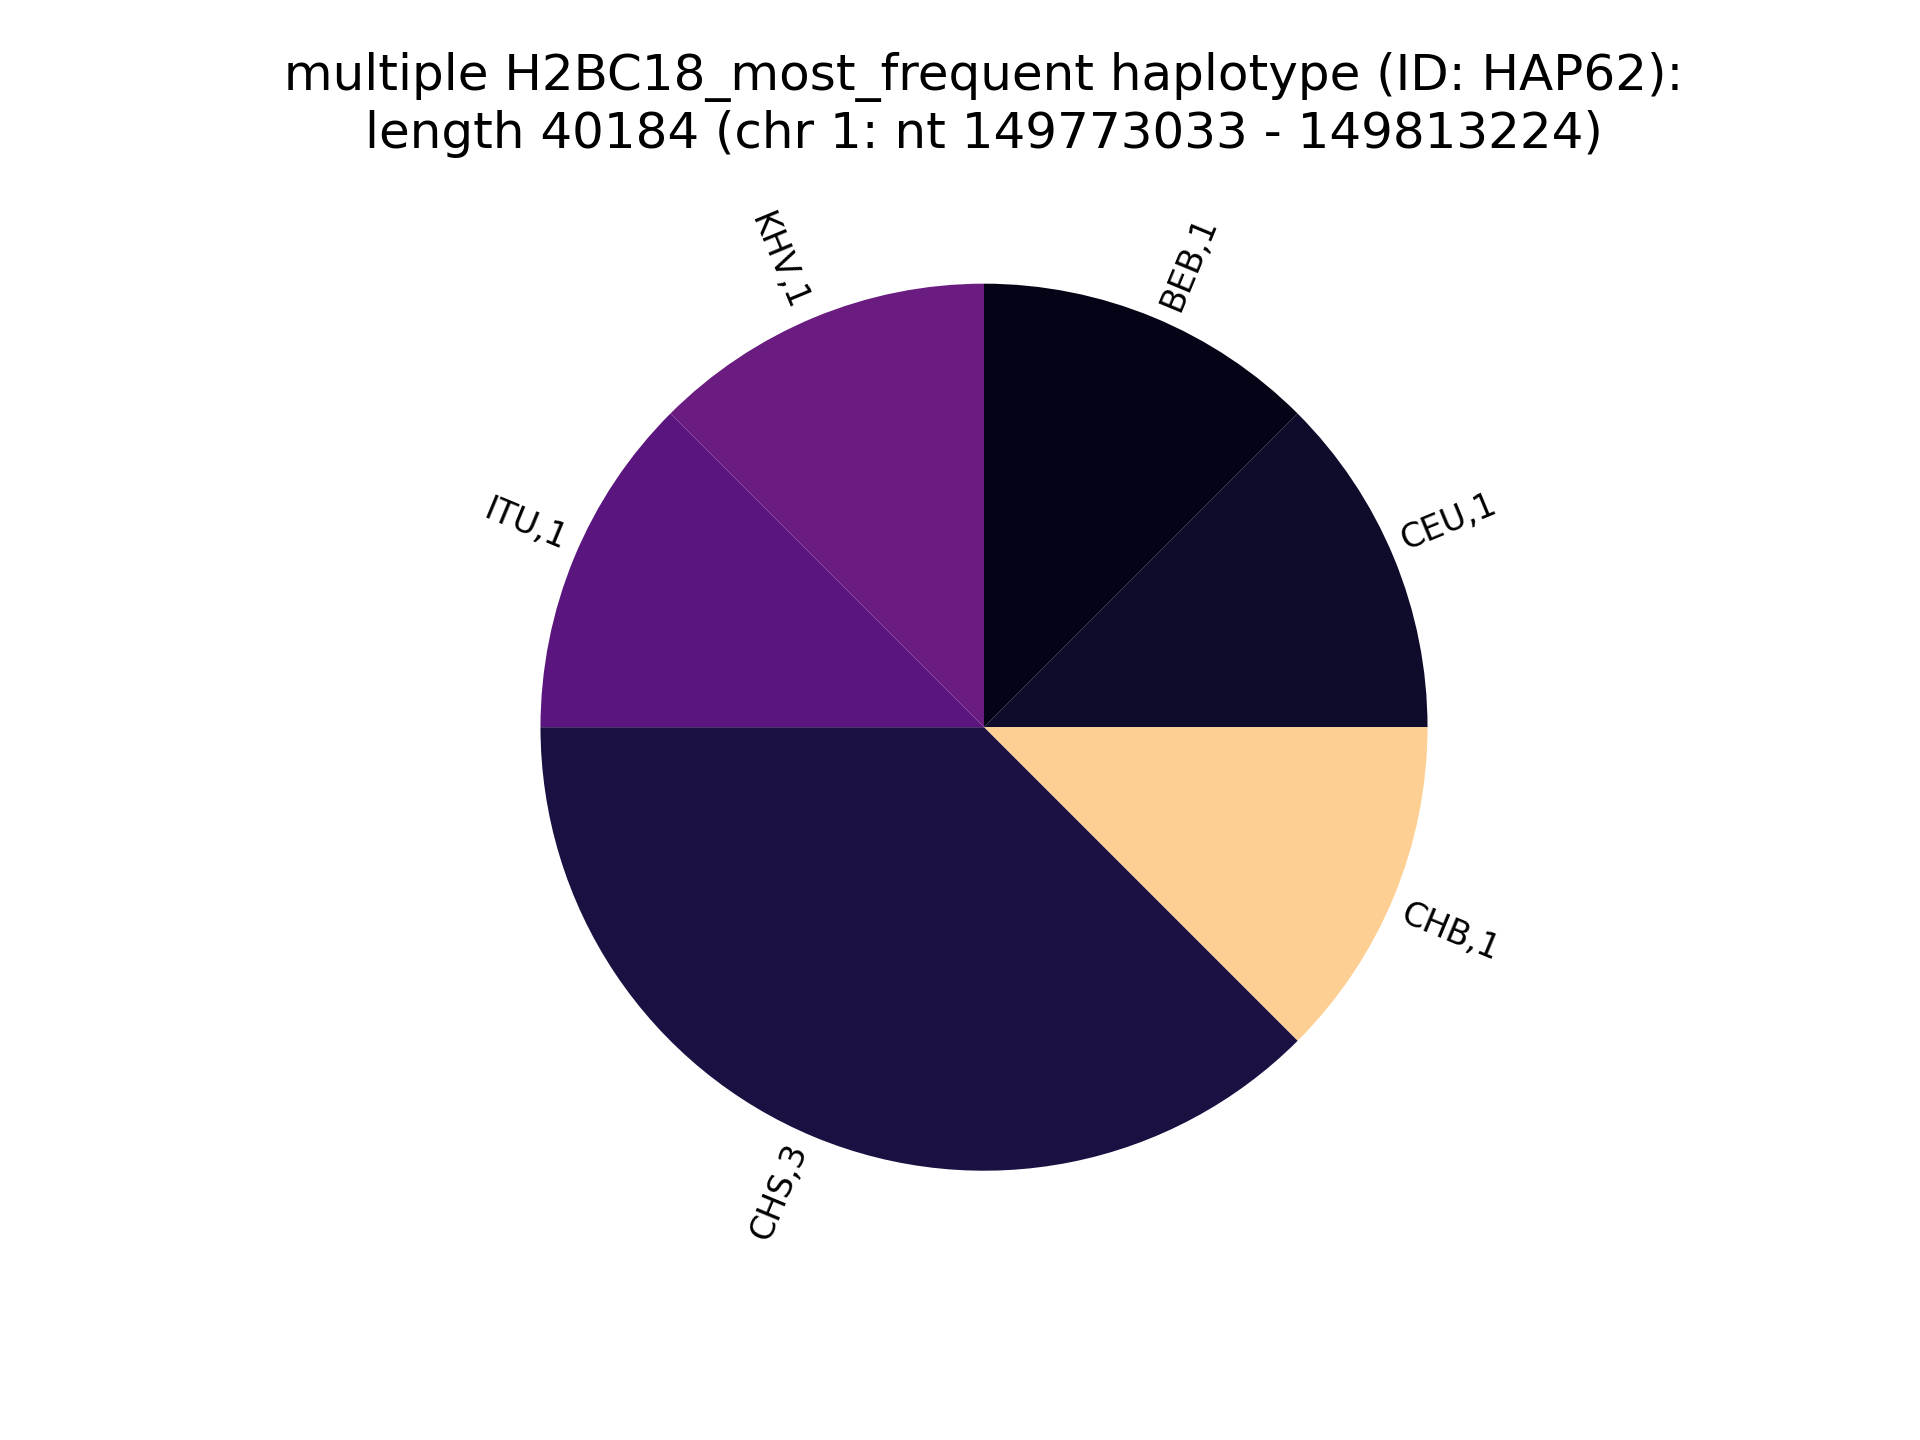 multiple H2BC18_most_frequent haplotype (ID: HAP62):
length 40184 (chr 1: nt 149773033 - 149813224)
KHV,1
BEB,1
ITU,1
CEU,1
CHB,1
CHS,3